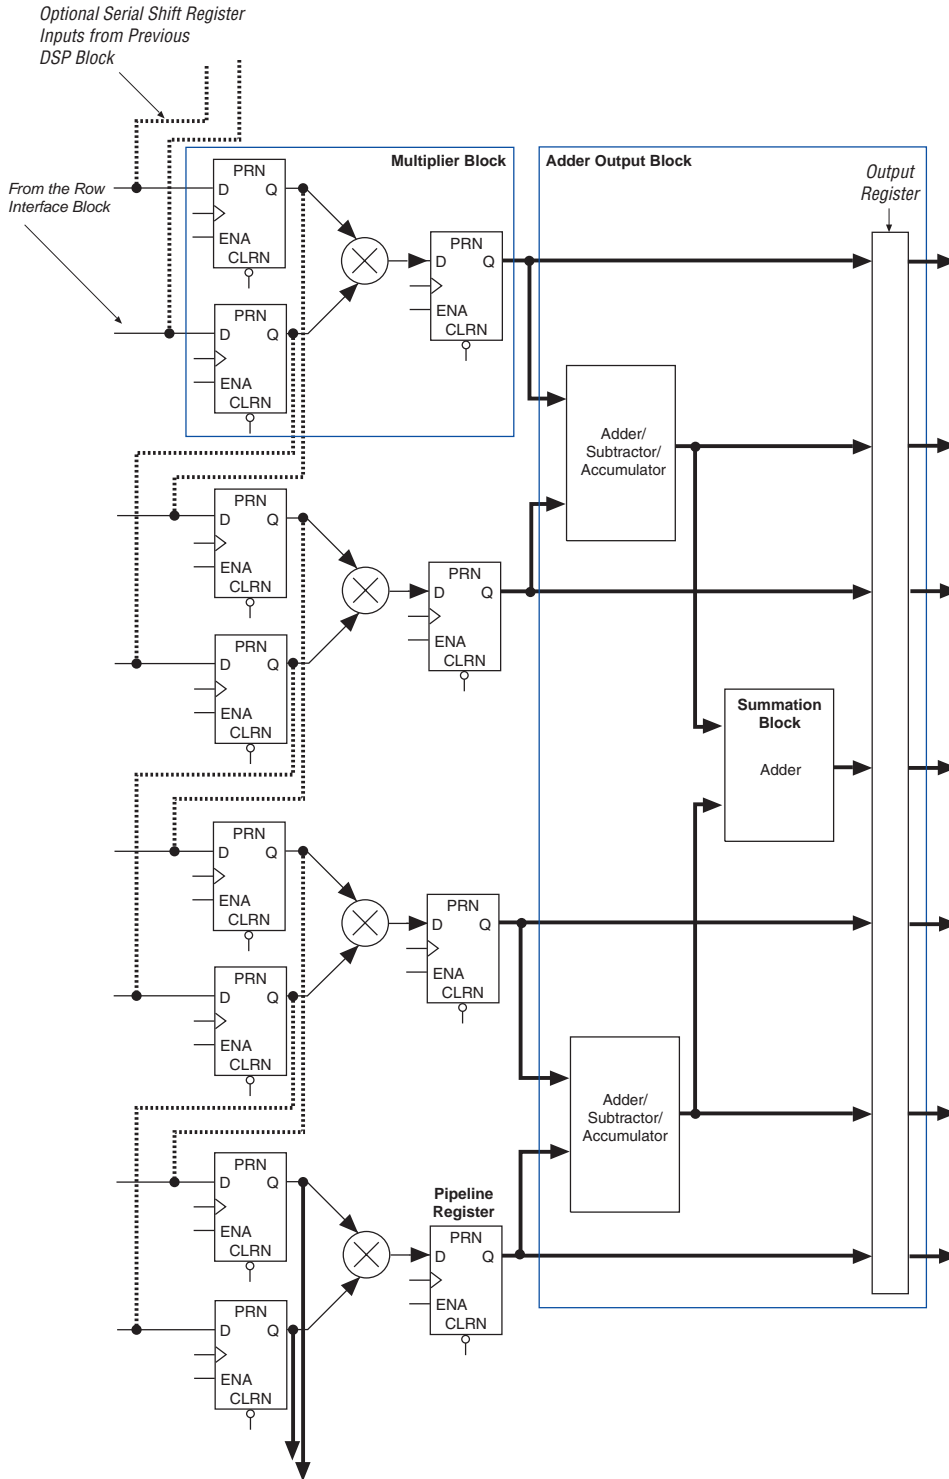 Optional Serial Shift Register
Inputs from Previous
DSP Block
Multiplier Block
Adder Output Block
Output
Register
From the Row
Interface Block
PRN
D Q
ENA
CLRN
PRN
D Q
ENA
CLRN
PRN
D Q
ENA
CLRN
Adder/
Subtractor/
Accumulator
PRN
D Q
ENA
CLRN
PRN
D Q
ENA
CLRN
PRN
D Q
ENA
CLRN
Summation
Block
Adder
PRN
D Q
ENA
CLRN
PRN
D Q
ENA
CLRN
PRN
D Q
ENA
CLRN
Adder/
Subtractor/
Accumulator
PRN
D Q
ENA
CLRN
Pipeline
Register
PRN
D Q
ENA
CLRN
PRN
D Q
ENA
CLRN